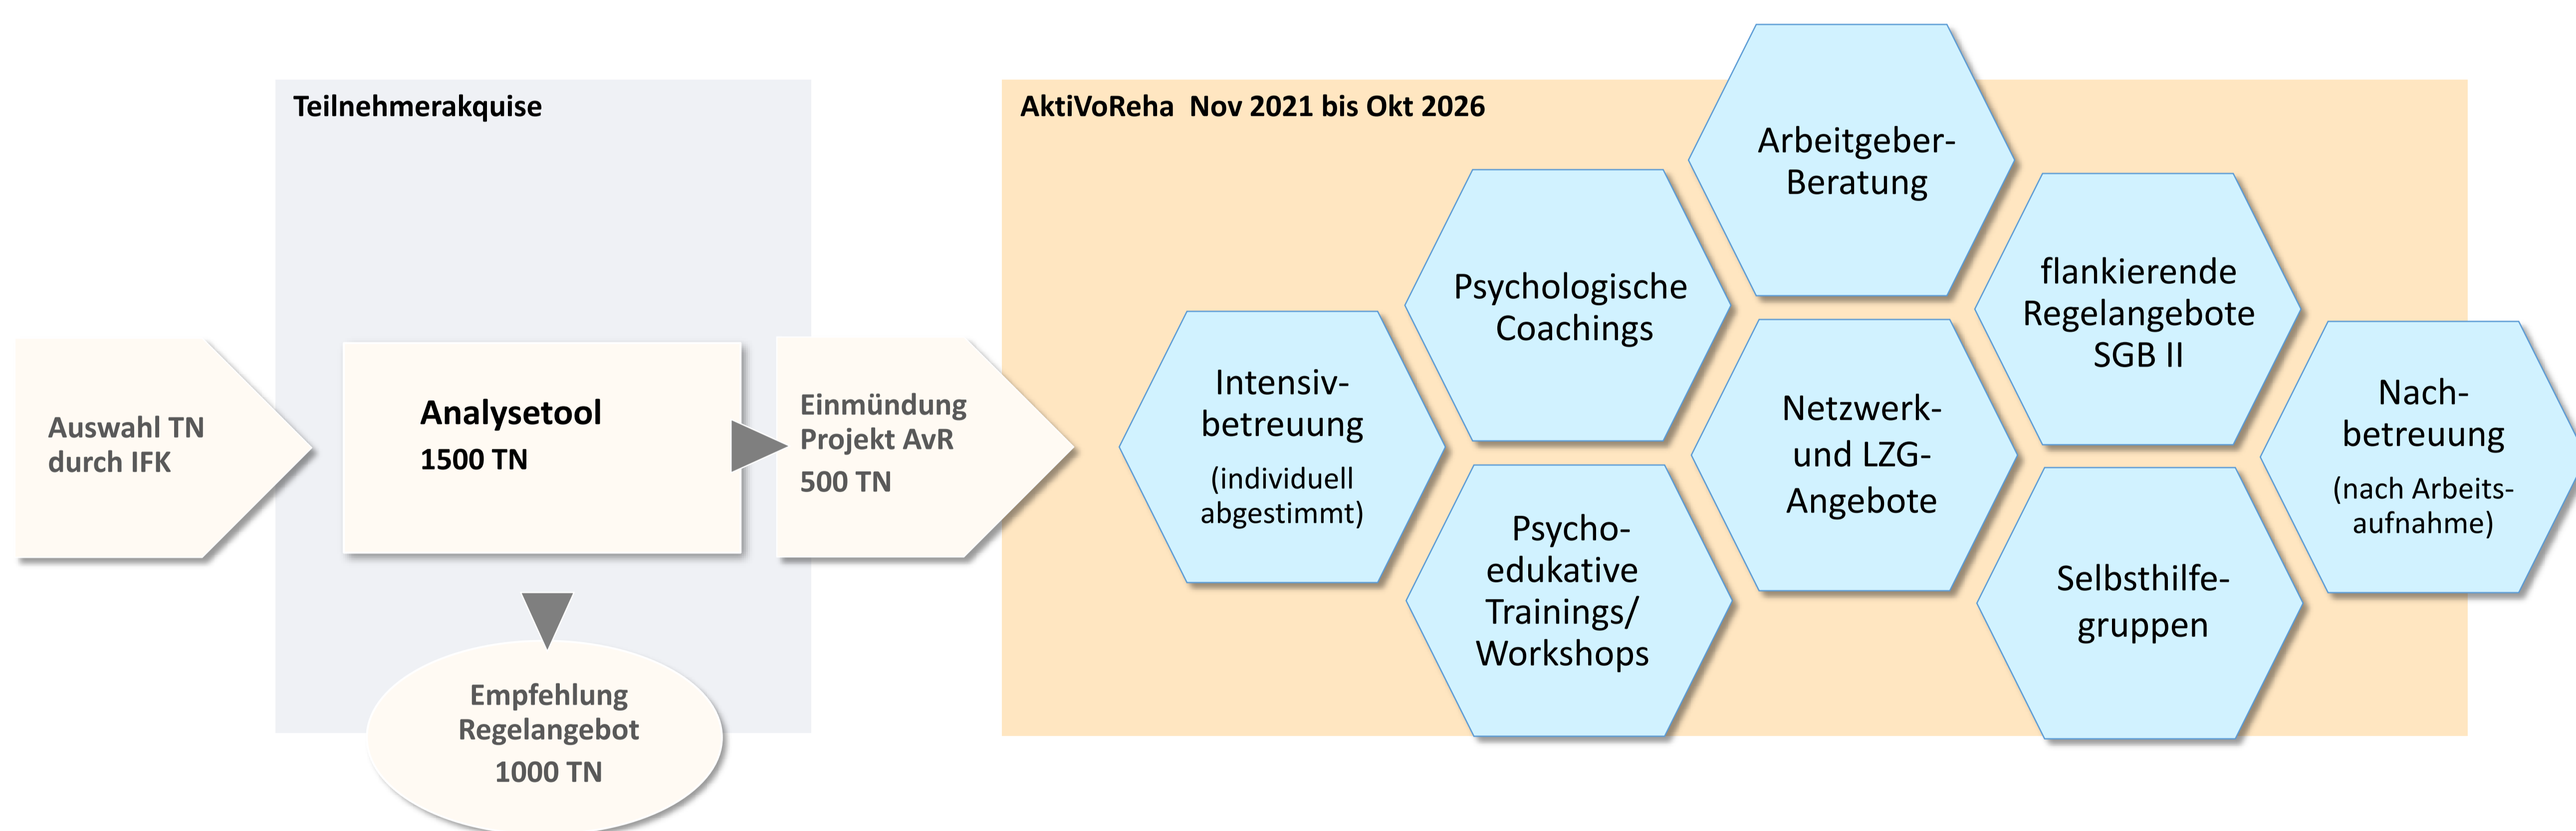 Teilnehmerakquise
Auswahl TN
durch IFK
Analysetool
1500 TN
Empfehlung
Regelangebot
1000 TN
Einmündung
Projekt AvR
500 TN
AktiVoReha Nov 2021 bis Okt 2026
Intensiv-
betreuung
(individuell
abgestimmt)
Psychologische
Coachings
Psycho-
edukative
Trainings/
Workshops
Arbeitgeber-
Beratung
Netzwerk-
und LZG-
Angebote
flankierende
Regelangebote
SGB II
Selbsthilfe-
gruppen
Nach-
betreuung
(nach Arbeits-
aufnahme)